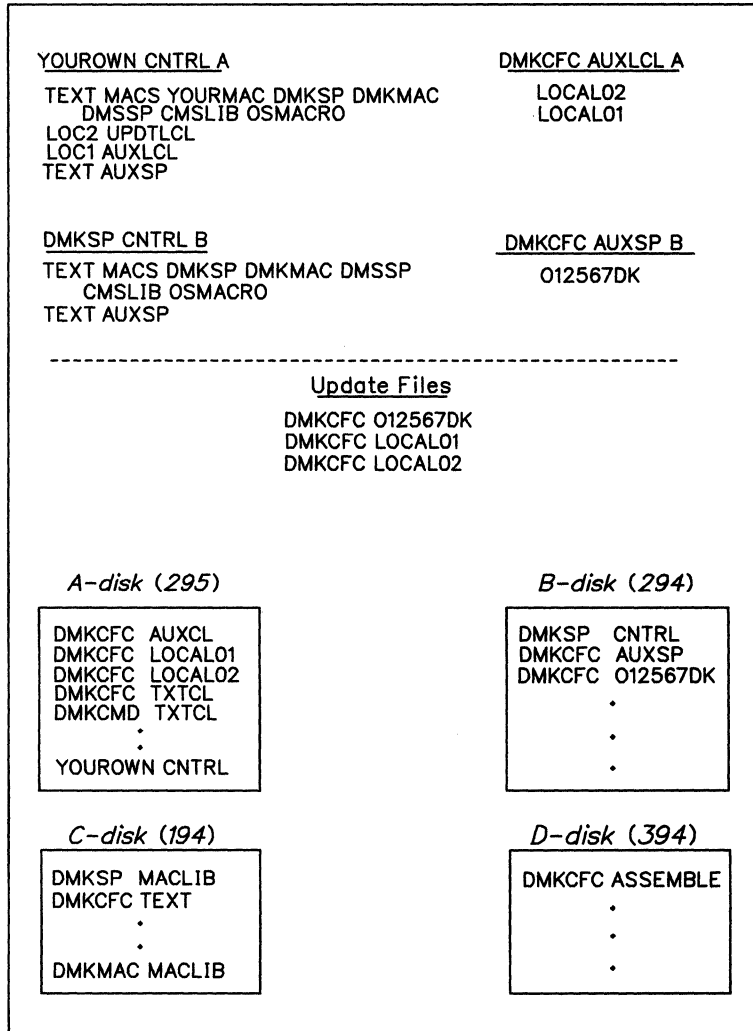 YOUROWN CNTRL A
TEXT MACS YOURMAC DMKSP DMKMAC
DMSSP CMSLIB OSMACRO
LOC2 UPDTLCL
LOC1 AUXLCL
TEXT AUXSP
DMKCFC AUXLCL A
LOCAL02
LOCAL01
DMKSP CNTRL B
TEXT MACS DMKSP DMKMAC DMSSP
CMSLIB OSMACRO
TEXT AUXSP
DMKCFC AUXSP B
O12567DK
Update Files
DMKCFC O12567DK
DMKCFC LOCAL01
DMKCFC LOCAL02
A-disk (295)
DMKCFC AUXCL
DMKCFC LOCAL01
DMKCFC LOCAL02
DMKCFC TXTCL
DMKCMD TXTCL
YOUROWN CNTRL
B-disk (294)
DMKSP CNTRL
DMKCFC AUXSP
DMKCFC O12567DK
C-disk (194)
DMKSP MACLIB
DMKCFC TEXT
DMKMAC MACLIB
D-disk (394)
DMKCFC ASSEMBLE